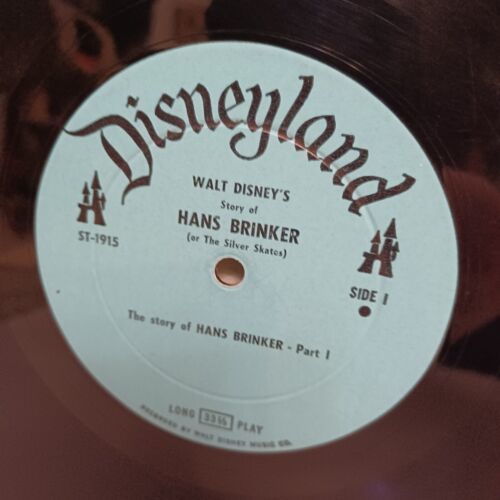 Disneyland
WALT DISNEY'S
Story of
HANS BRINKER
(or The Silver Skates)
ST-1915
SIDE 1
The story of HANS BRINKER - Part 1
LONG 33⅓ PLAY
RECORDED BY WALT DISNEY MUSIC CO.